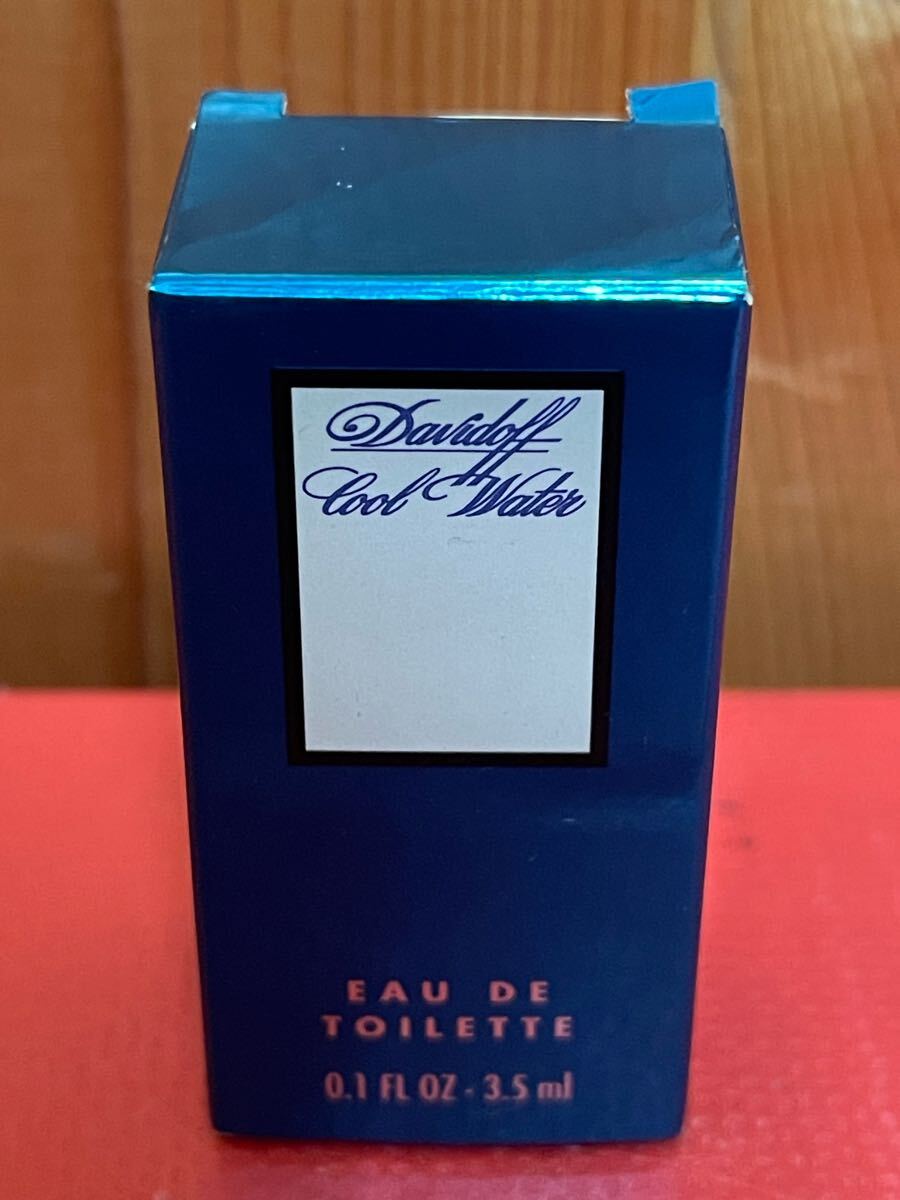 Davidoff
Cool Water
EAU DE
TOILETTE
0.1 FL OZ - 3.5 ml